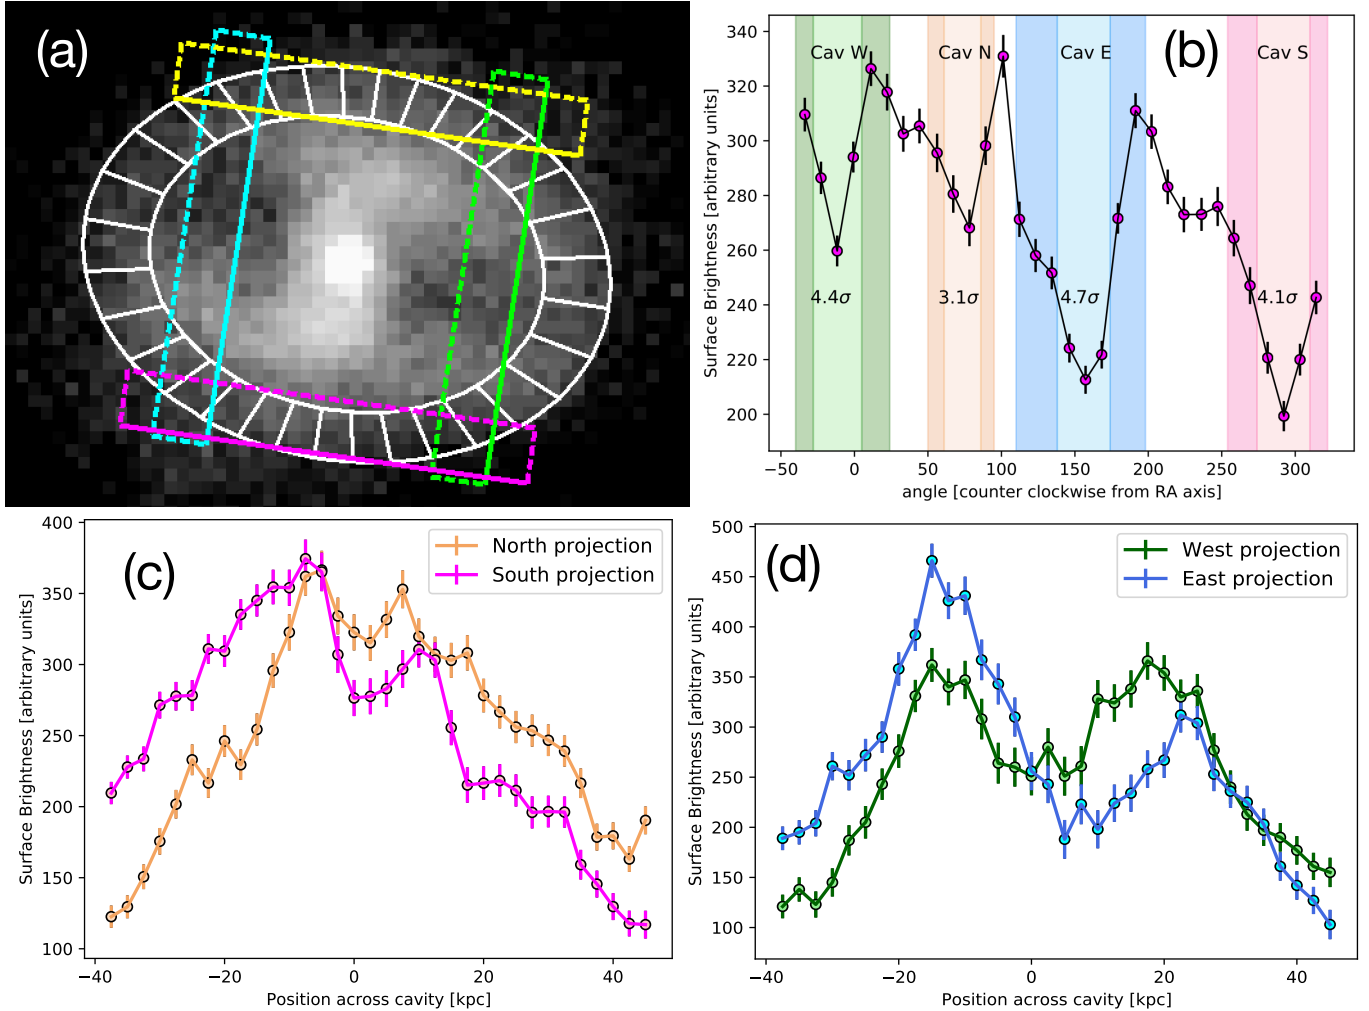 (a)
(b)
Cav W
Cav N
Cav E
Cav S
4.4σ
3.1σ
4.7σ
4.1σ
340
320
300
280
260
240
220
200
Surface Brightness [arbitrary units]
−50
0
50
100
150
200
250
300
angle [counter clockwise from RA axis]
(c)
North projection
South projection
400
350
300
250
200
150
100
Surface Brightness [arbitrary units]
−40
−20
0
20
40
Position across cavity [kpc]
(d)
West projection
East projection
500
450
400
350
300
250
200
150
100
Surface Brightness [arbitrary units]
−40
−20
0
20
40
Position across cavity [kpc]